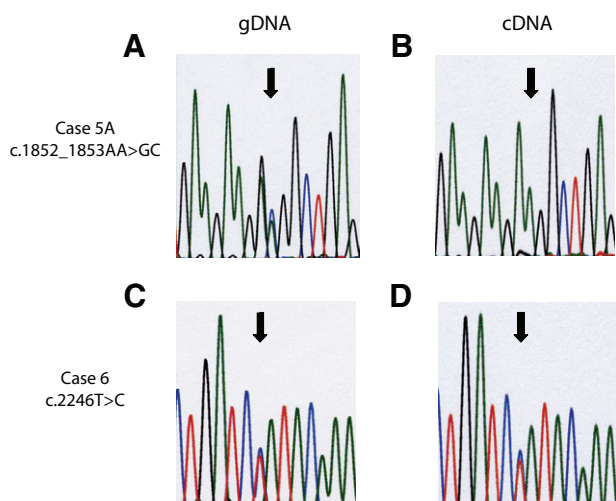 gDNA
cDNA
A
B
Case 5A
c.1852_1853AA>GC
C
D
Case 6
c.2246T>C